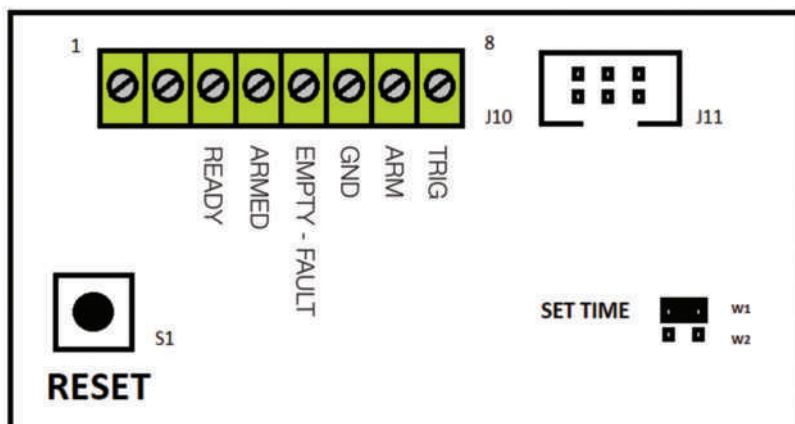 1
8
J10
J11
READY
ARMED
EMPTY - FAULT
GND
ARM
TRIG
S1
RESET
SET TIME
W1
W2